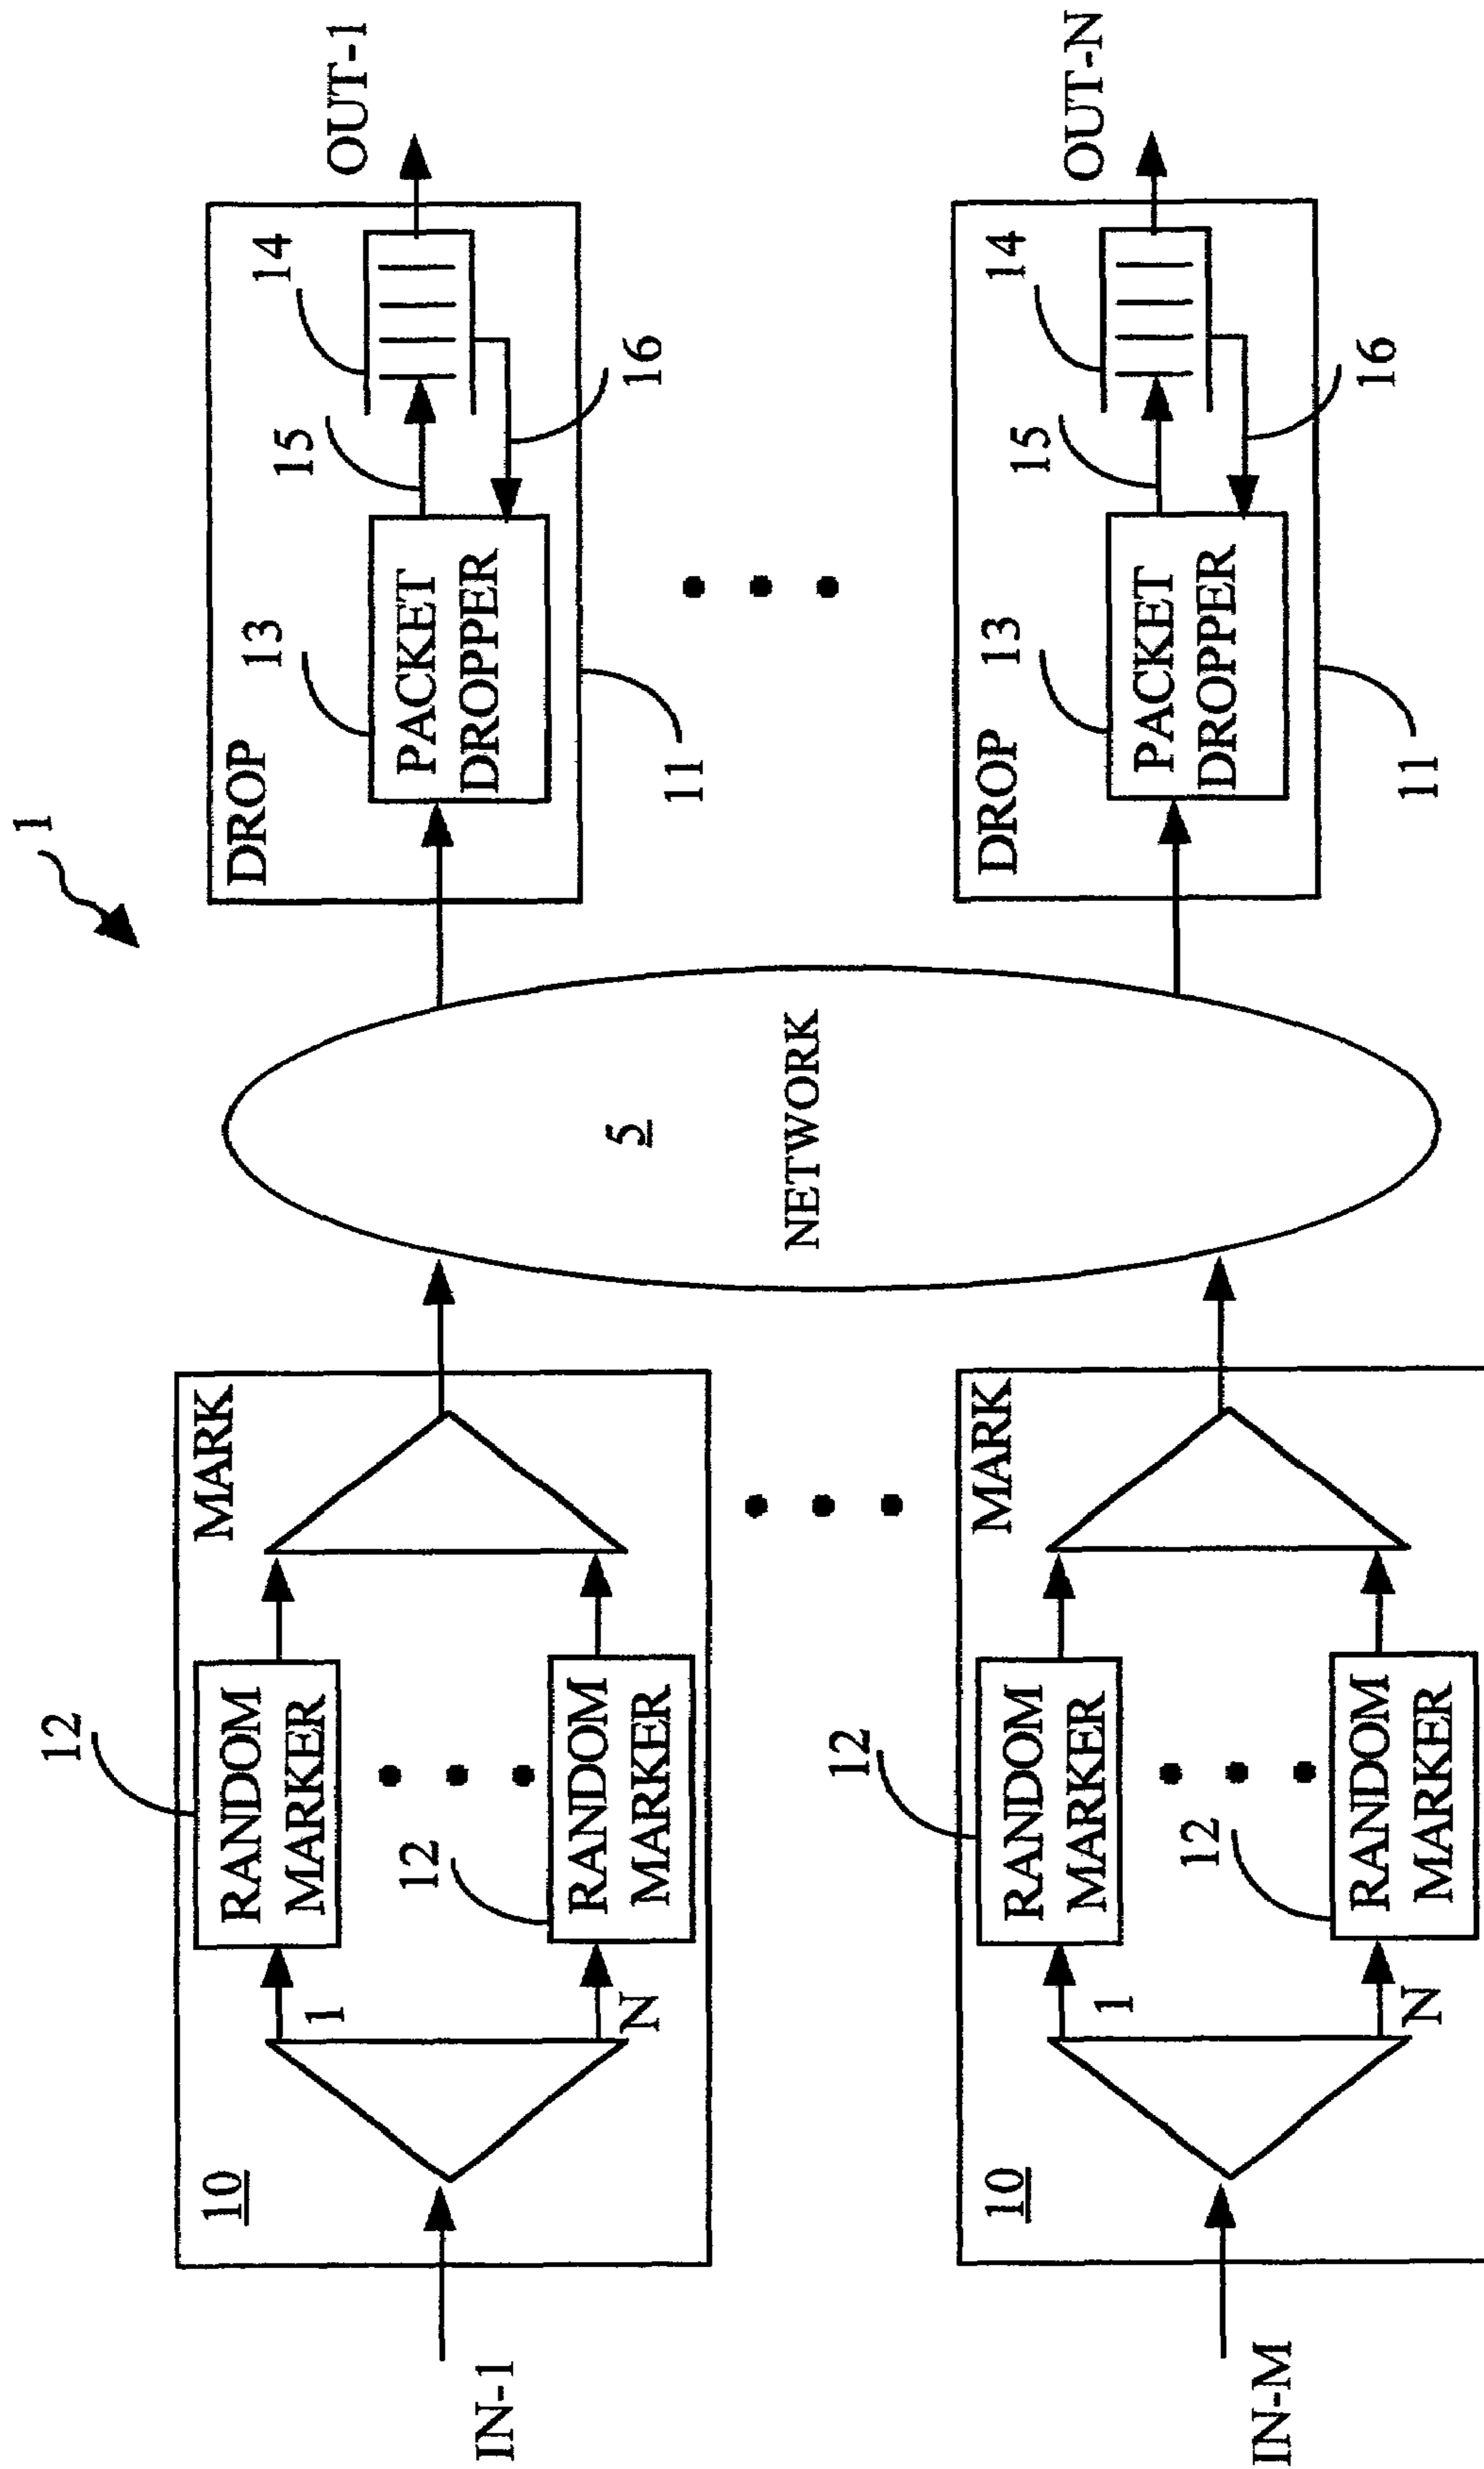 1
IN-1
10
MARK
12
RANDOM
MARKER
1
12
RANDOM
MARKER
N
IN-M
10
MARK
12
RANDOM
MARKER
1
12
RANDOM
MARKER
N
5
NETWORK
DROP
13
PACKET
DROPPER
15
14
16
11
OUT-1
DROP
13
PACKET
DROPPER
15
14
16
11
OUT-N